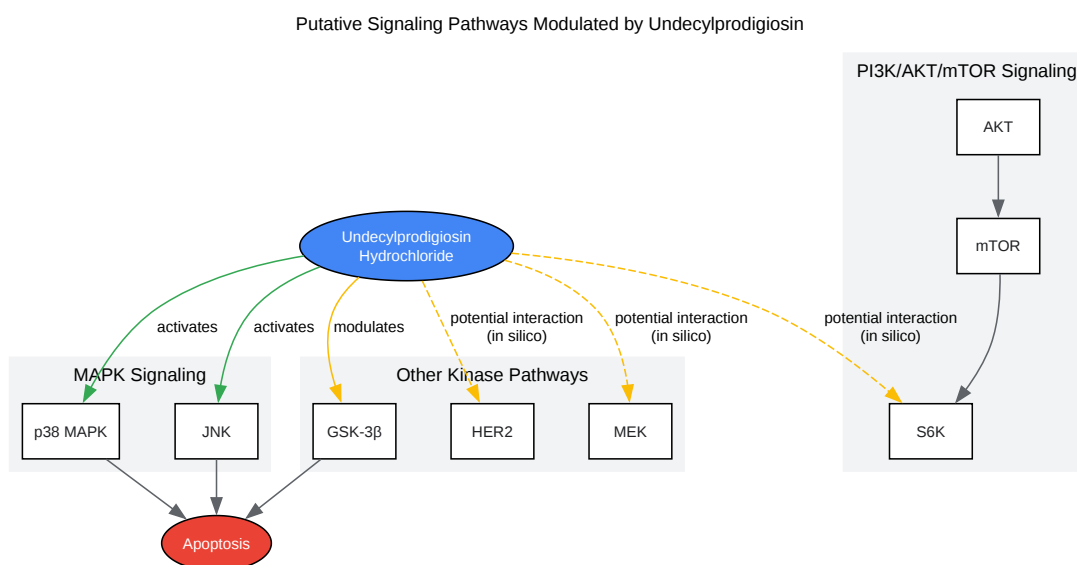 Putative Signaling Pathways Modulated by Undecylprodigiosin
PI3K/AKT/mTOR Signaling
AKT
mTOR
Undecylprodigiosin
Hydrochloride
activates
activates
modulates
potential interaction
(in silico)
potential interaction
(in silico)
potential interaction
(in silico)
MAPK Signaling
Other Kinase Pathways
p38 MAPK
JNK
GSK-3β
HER2
MEK
S6K
Apoptosis